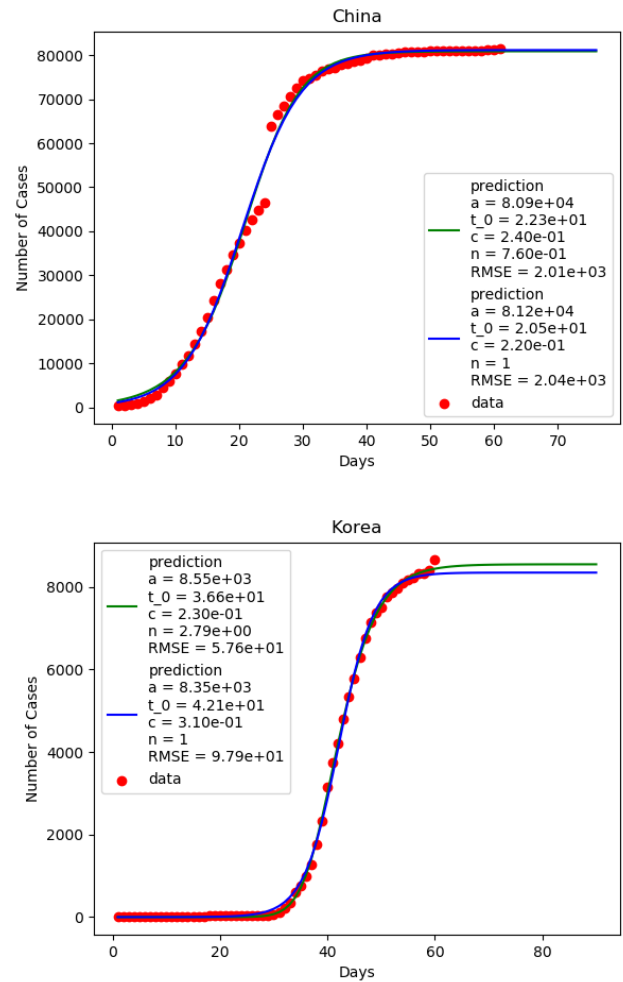 China
80000
70000
60000
50000
40000
30000
20000
10000
0
Number of Cases
prediction
a = 8.09e+04
t_0 = 2.23e+01
c = 2.40e-01
n = 7.60e-01
RMSE = 2.01e+03
prediction
a = 8.12e+04
t_0 = 2.05e+01
c = 2.20e-01
n = 1
RMSE = 2.04e+03
data
0 10 20 30 40 50 60 70
Days
Korea
8000
6000
4000
2000
0
Number of Cases
prediction
a = 8.55e+03
t_0 = 3.66e+01
c = 2.30e-01
n = 2.79e+00
RMSE = 5.76e+01
prediction
a = 8.35e+03
t_0 = 4.21e+01
c = 3.10e-01
n = 1
RMSE = 9.79e+01
data
0 20 40 60 80
Days